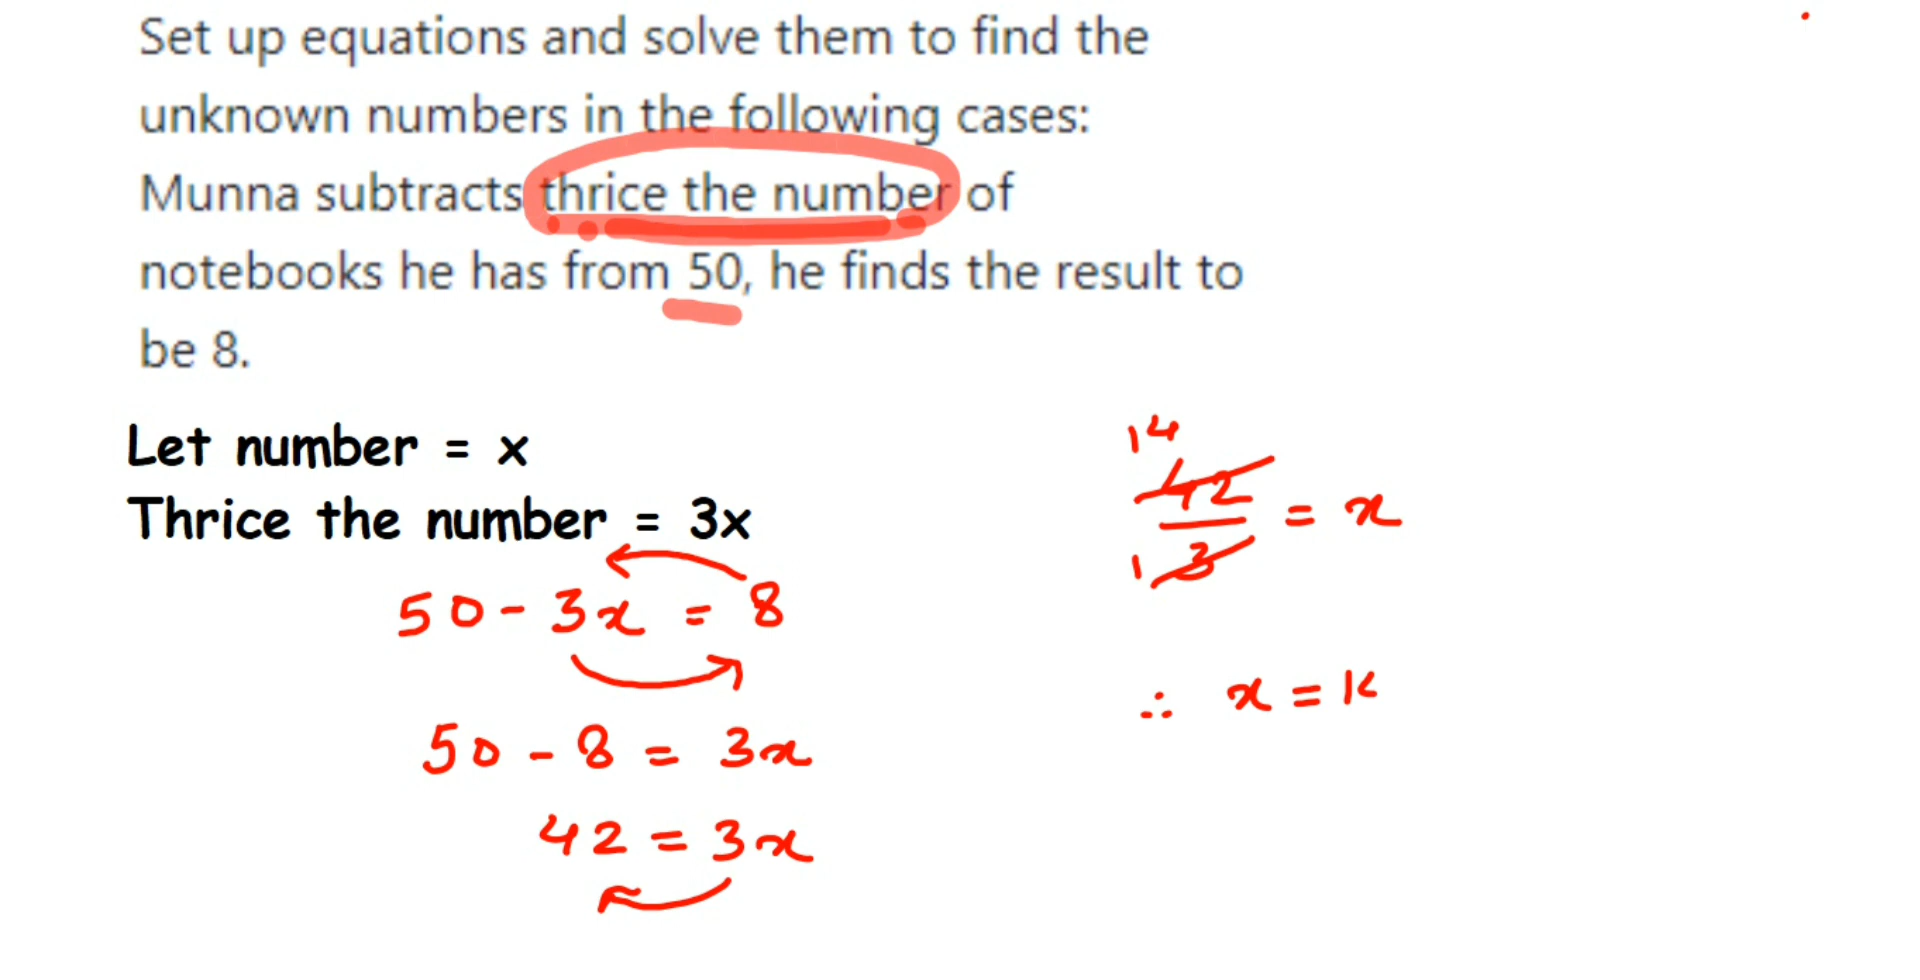 Set up equations and solve them to find the
unknown numbers in the following cases:
Munna subtracts thrice the number of
notebooks he has from 50, he finds the result to
be 8.
Let number = x
Thrice the number = 3x
50 - 3x = 8
50 - 8 = 3x
42 = 3x
14
42
1 3 = x
∴ x =